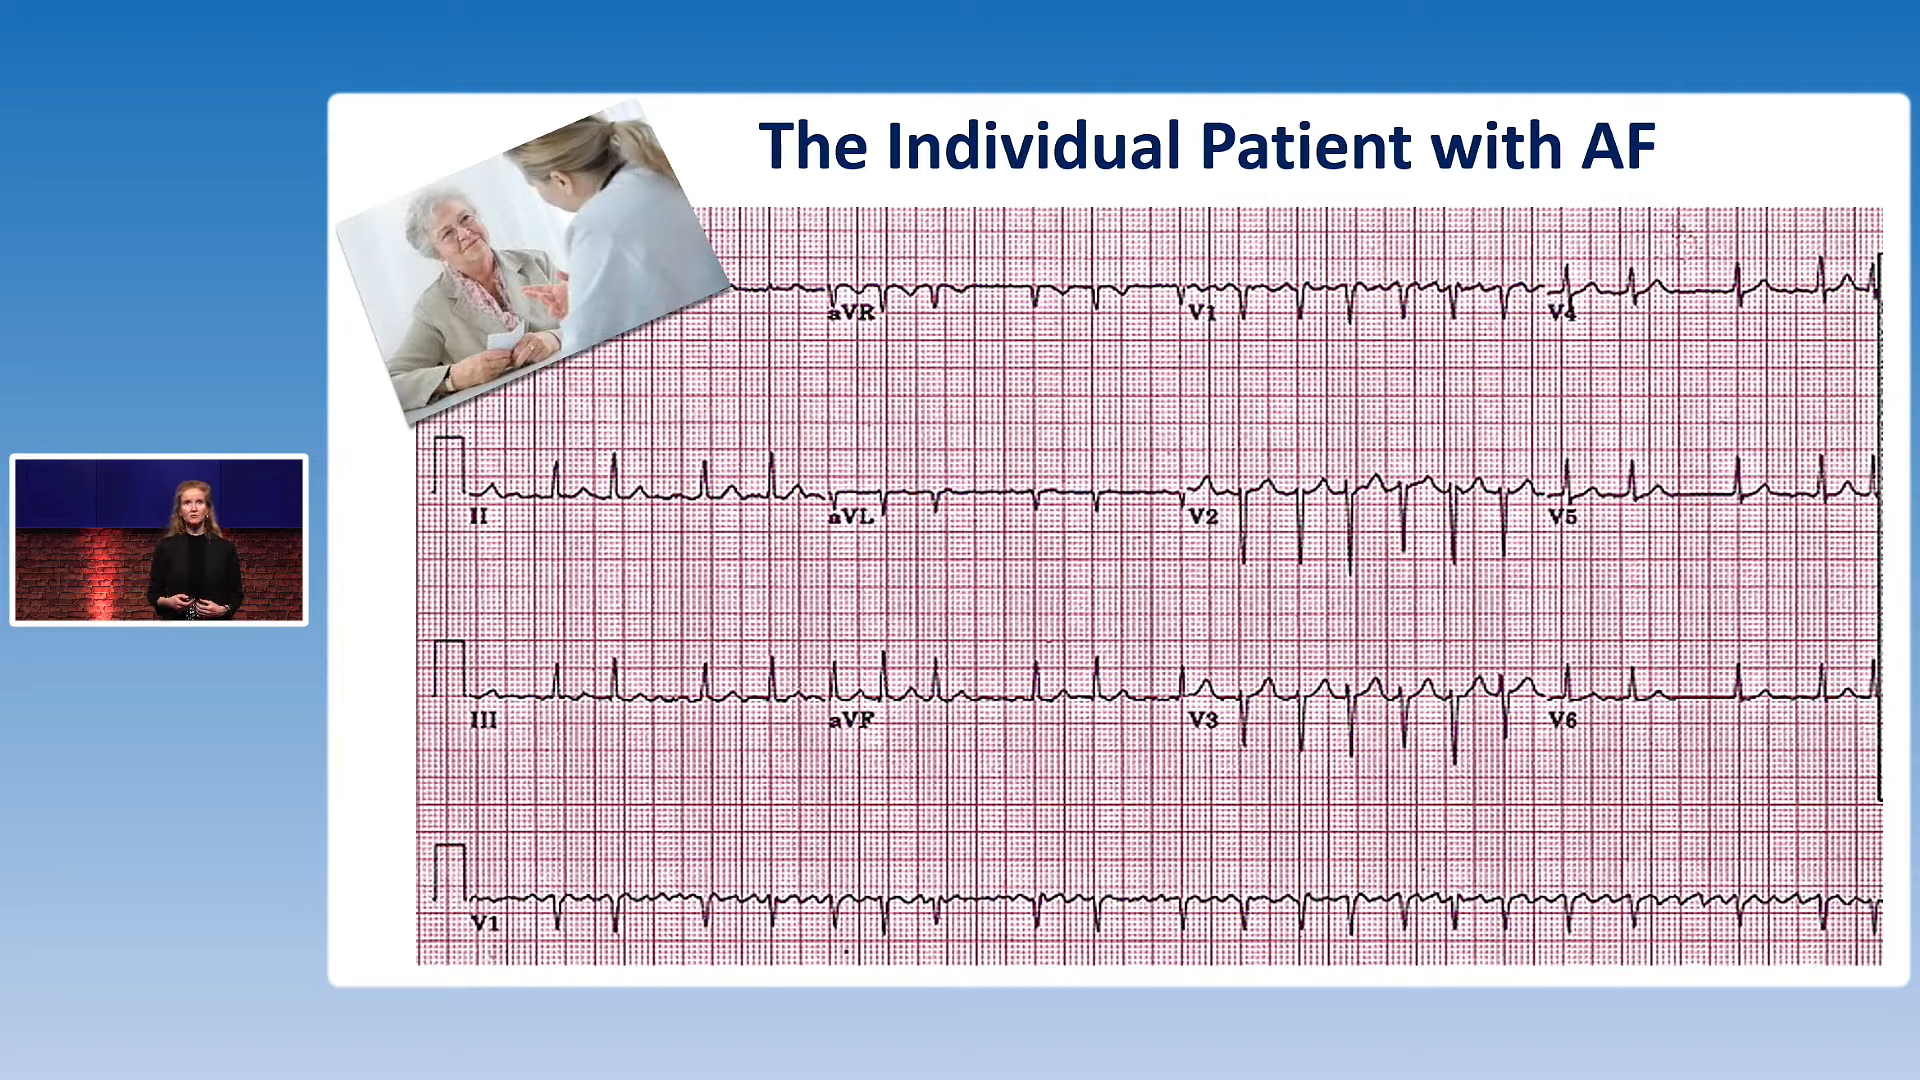 The Individual Patient with AF
aVR V1 V4
II aVL V2 V5
III aVF V3 V6
V1